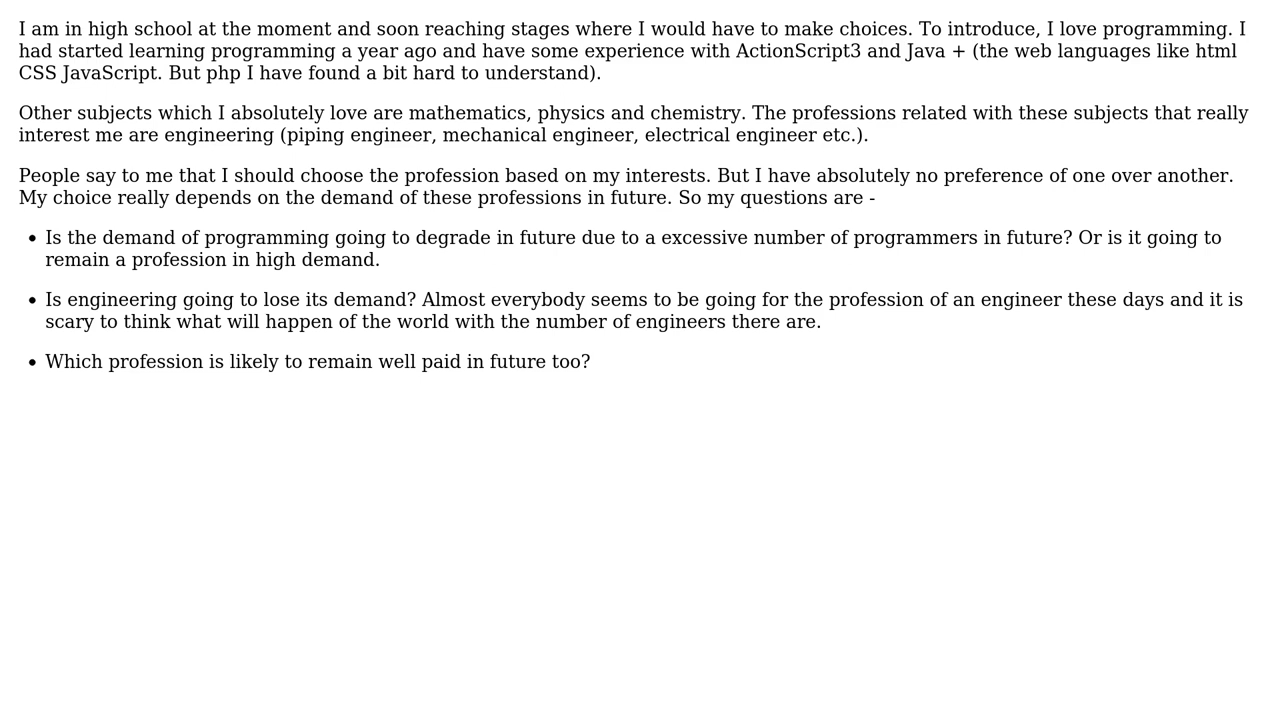 I am in high school at the moment and soon reaching stages where I would have to make choices. To introduce, I love programming. I
had started learning programming a year ago and have some experience with ActionScript3 and Java + (the web languages like html
CSS JavaScript. But php I have found a bit hard to understand).
Other subjects which I absolutely love are mathematics, physics and chemistry. The professions related with these subjects that really
interest me are engineering (piping engineer, mechanical engineer, electrical engineer etc.).
People say to me that I should choose the profession based on my interests. But I have absolutely no preference of one over another.
My choice really depends on the demand of these professions in future. So my questions are -
• Is the demand of programming going to degrade in future due to a excessive number of programmers in future? Or is it going to
remain a profession in high demand.
• Is engineering going to lose its demand? Almost everybody seems to be going for the profession of an engineer these days and it is
scary to think what will happen of the world with the number of engineers there are.
• Which profession is likely to remain well paid in future too?